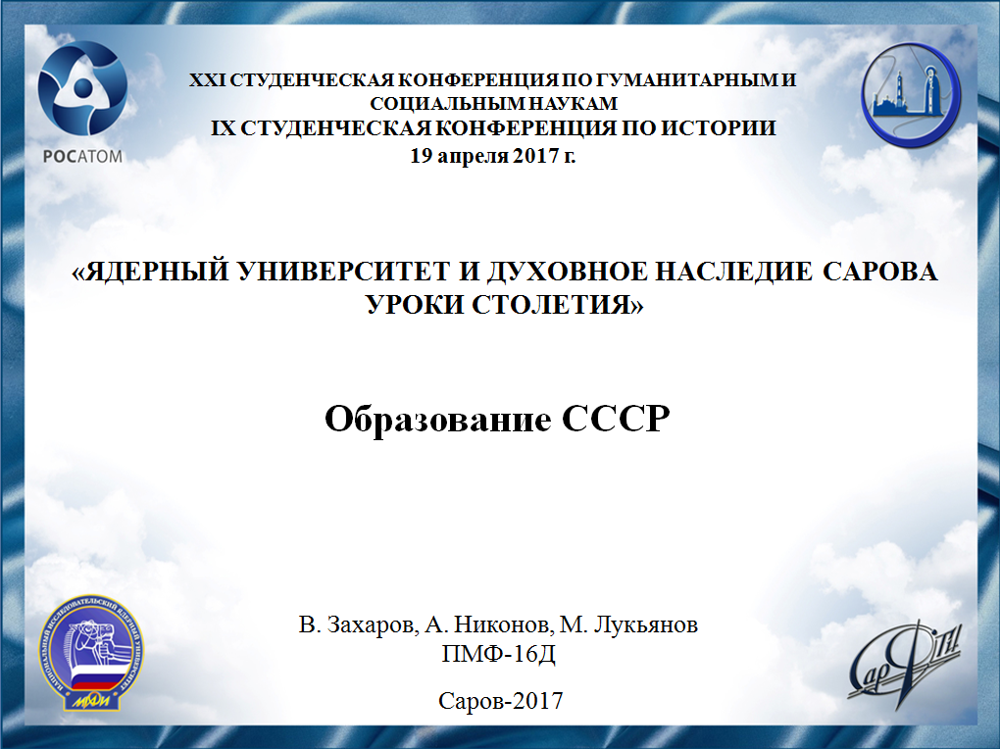 XXI СТУДЕНЧЕСКАЯ КОНФЕРЕНЦИЯ ПО ГУМАНИТАРНЫМ И
СОЦИАЛЬНЫМ НАУКАМ
IX СТУДЕНЧЕСКАЯ КОНФЕРЕНЦИЯ ПО ИСТОРИИ
19 апреля 2017 г.
РОСАТОМ
«ЯДЕРНЫЙ УНИВЕРСИТЕТ И ДУХОВНОЕ НАСЛЕДИЕ САРОВА
УРОКИ СТОЛЕТИЯ»
Образование СССР
В. Захаров, А. Никонов, М. Лукьянов
ПМФ-16Д
Саров-2017
НАЦИОНАЛЬНЫЙ ИССЛЕДОВАТЕЛЬСКИЙ ЯДЕРНЫЙ УНИВЕРСИТЕТ
МИФИ
СарФТИ